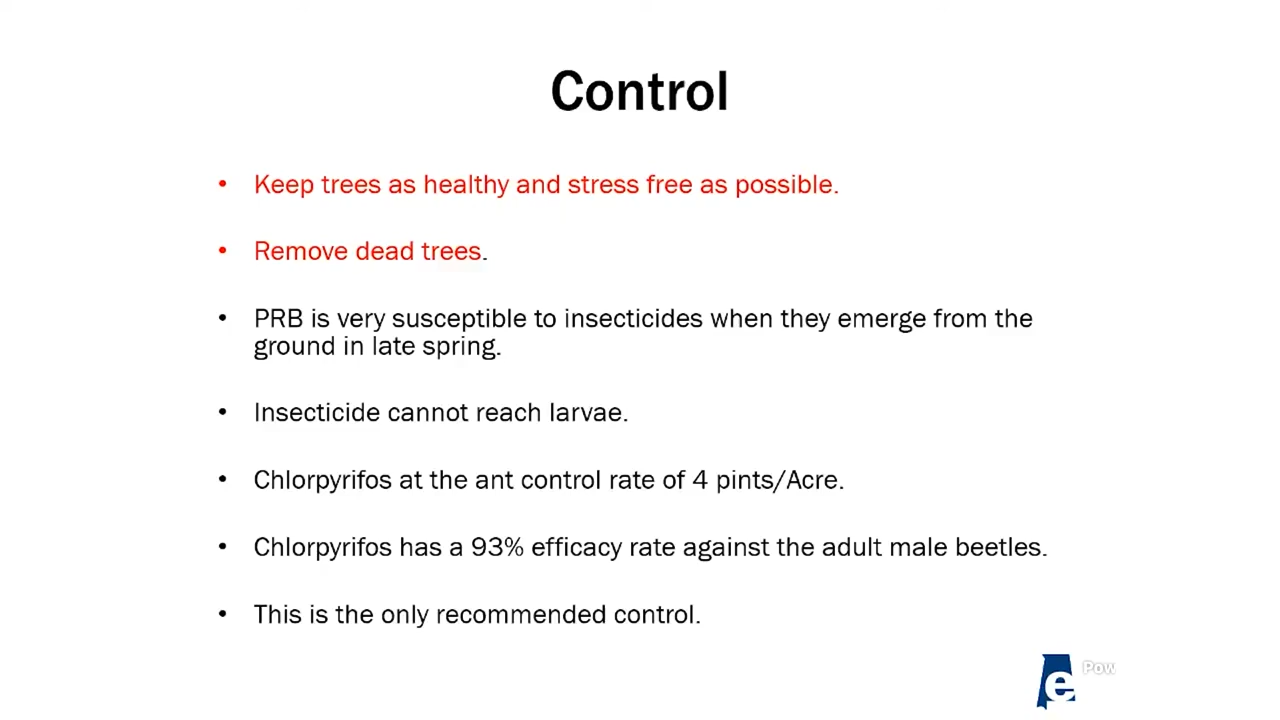 Control
• Keep trees as healthy and stress free as possible.
• Remove dead trees.
• PRB is very susceptible to insecticides when they emerge from the
ground in late spring.
• Insecticide cannot reach larvae.
• Chlorpyrifos at the ant control rate of 4 pints/Acre.
• Chlorpyrifos has a 93% efficacy rate against the adult male beetles.
• This is the only recommended control.
e
Pow